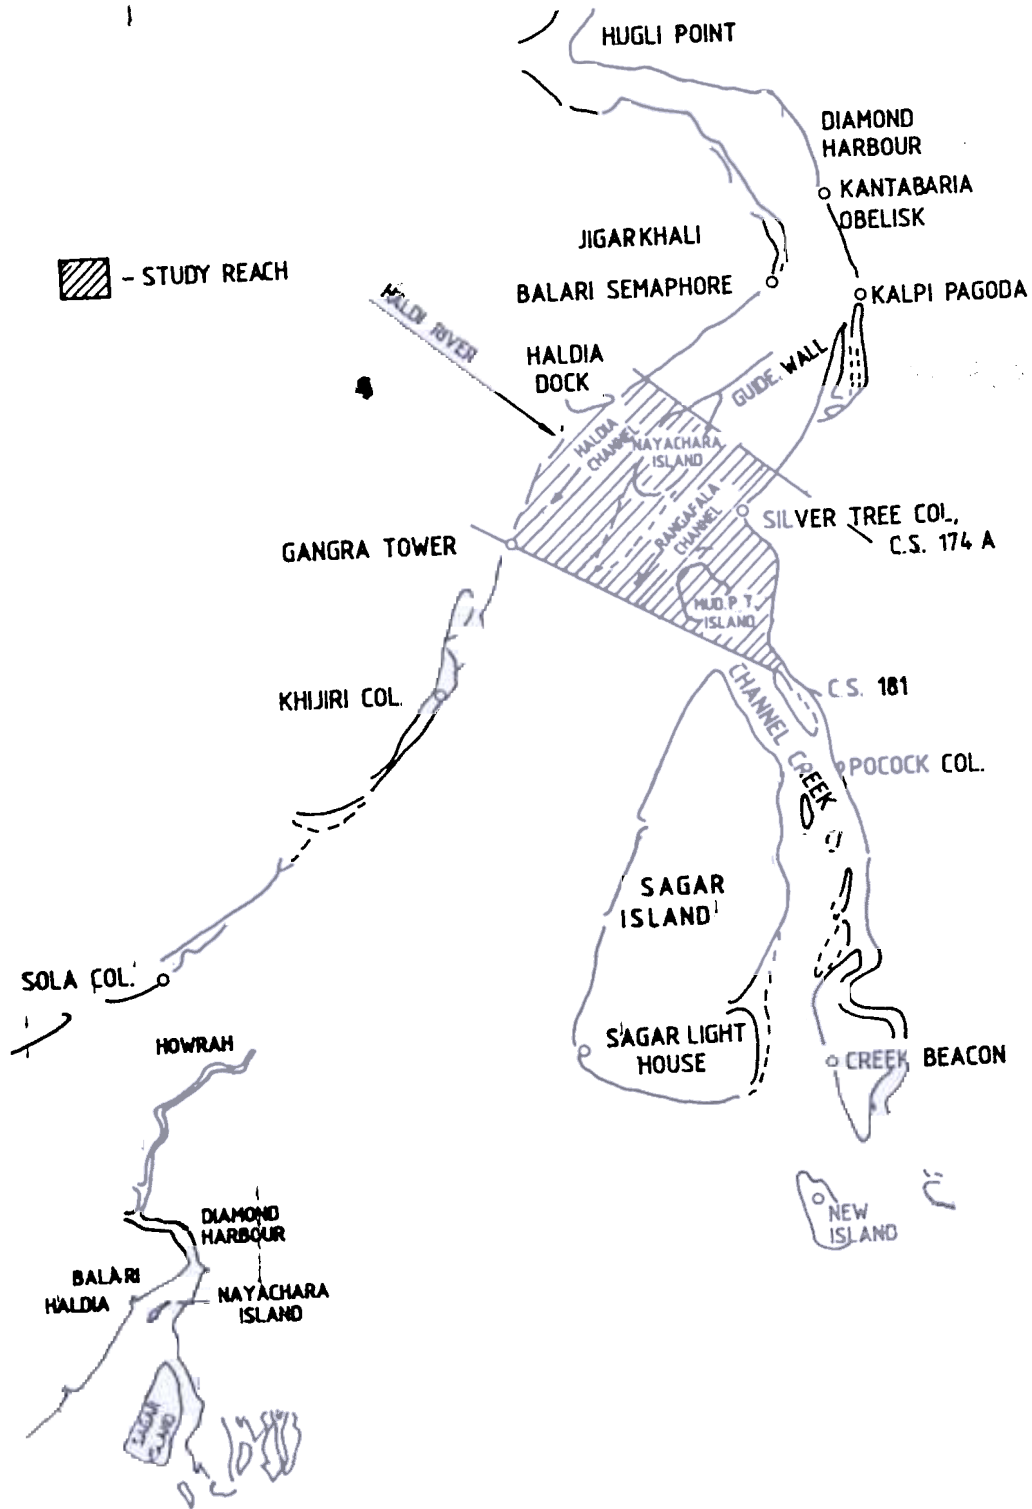 HUGLI POINT
DIAMOND
HARBOUR
KANTABARIA
OBELISK
JIGARKHALI
- STUDY REACH
BALARI SEMAPHORE
KALPI PAGODA
HALDI RIVER
HALDIA
DOCK
GUIDE WALL
HALDIA
CHANNEL
NAYACHARA
ISLAND
RANGAFALA
CHANNEL
SILVER TREE COL.,
C.S. 174 A
GANGRA TOWER
MUD. P T.
ISLAND
KHIJIRI COL.
C.S. 181
CHANNEL CREEK
POCOCK COL.
SAGAR
ISLAND
SOLA COL.
SAGAR LIGHT
HOUSE
CREEK BEACON
HOWRAH
NEW
ISLAND
DIAMOND
HARBOUR
BALARI
HALDIA
NAYACHARA
ISLAND
SAGAR
ISLAND